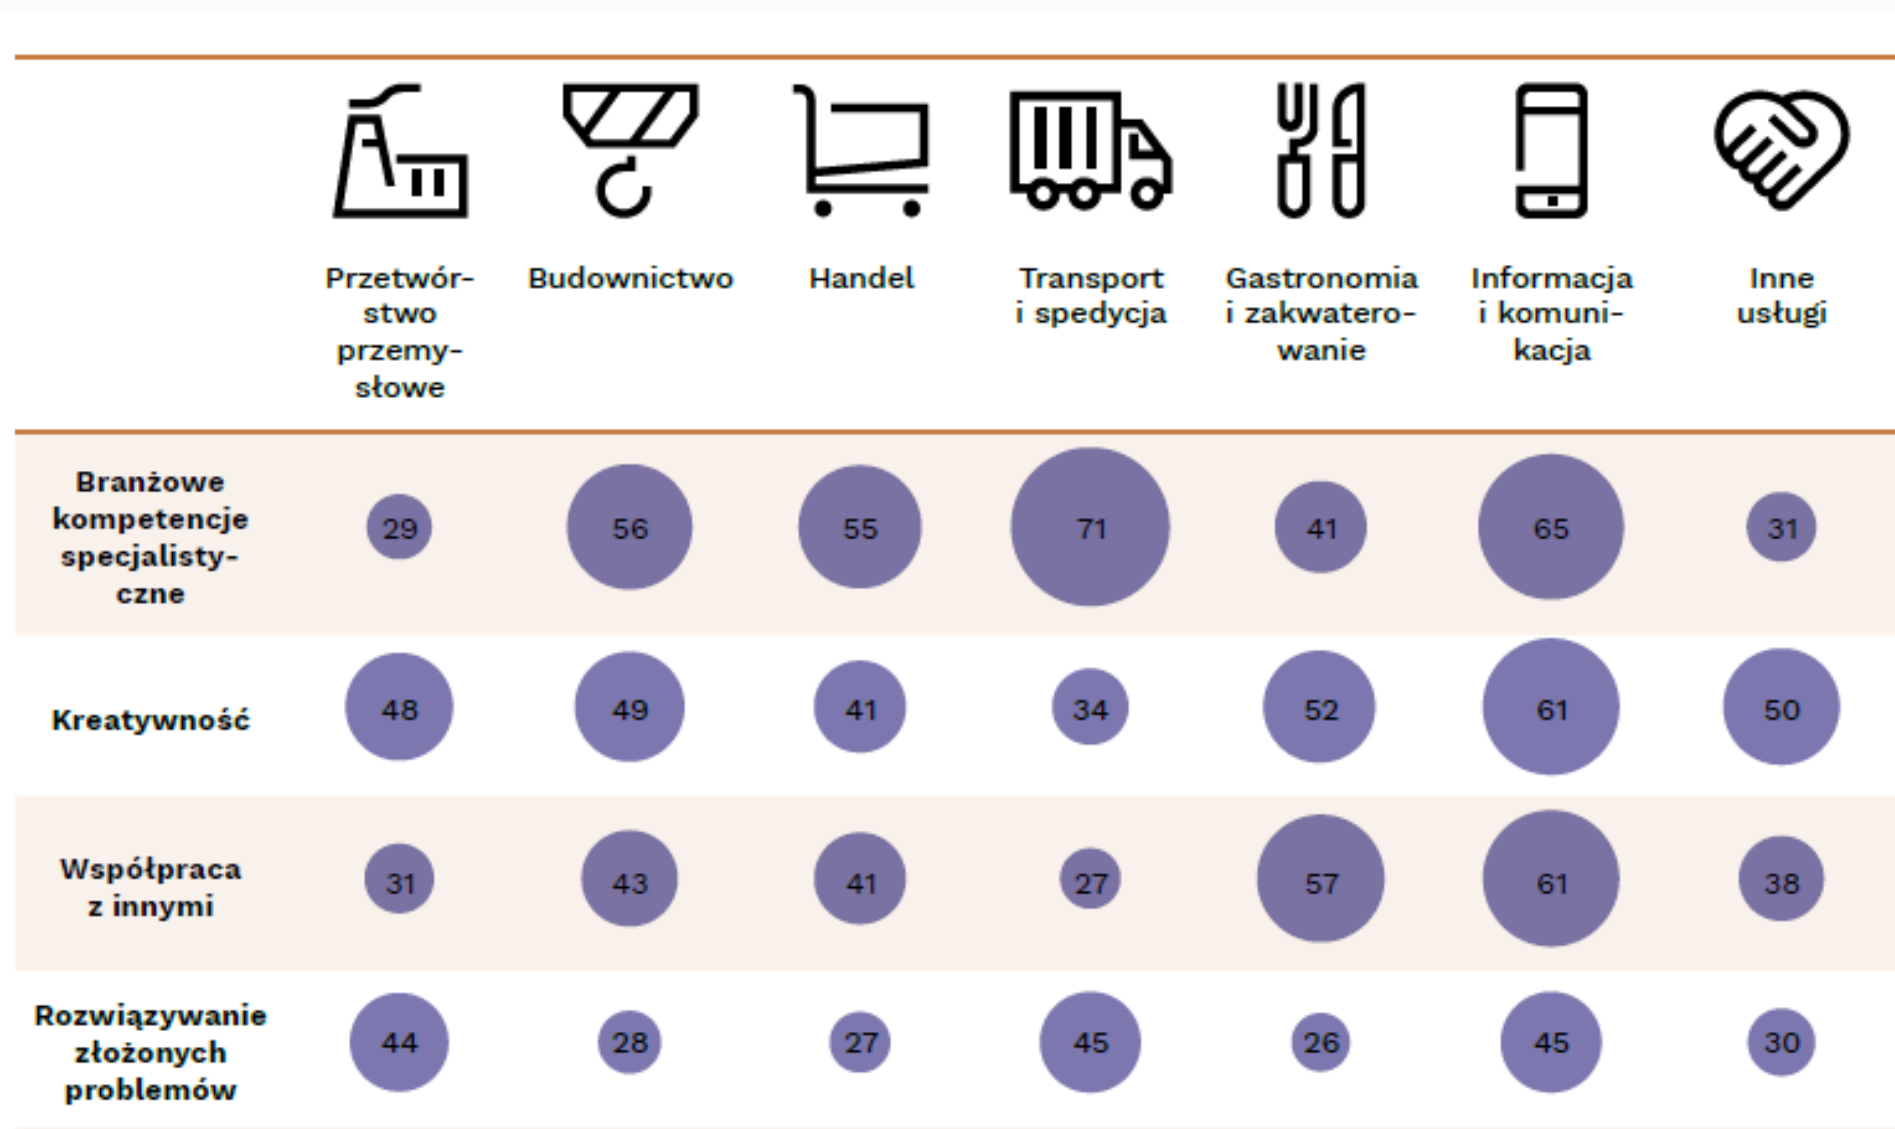 Przetwór-
stwo
przemy-
słowe
Budownictwo
Handel
Transport
i spedycja
Gastronomia
i zakwatero-
wanie
Informacja
i komuni-
kacja
Inne
usługi
Branżowe
kompetencje
specjalisty-
czne
29 56 55 71 41 65 31
Kreatywność
48 49 41 34 52 61 50
Współpraca
z innymi
31 43 41 27 57 61 38
Rozwiązywanie
złożonych
problemów
44 28 27 45 26 45 30